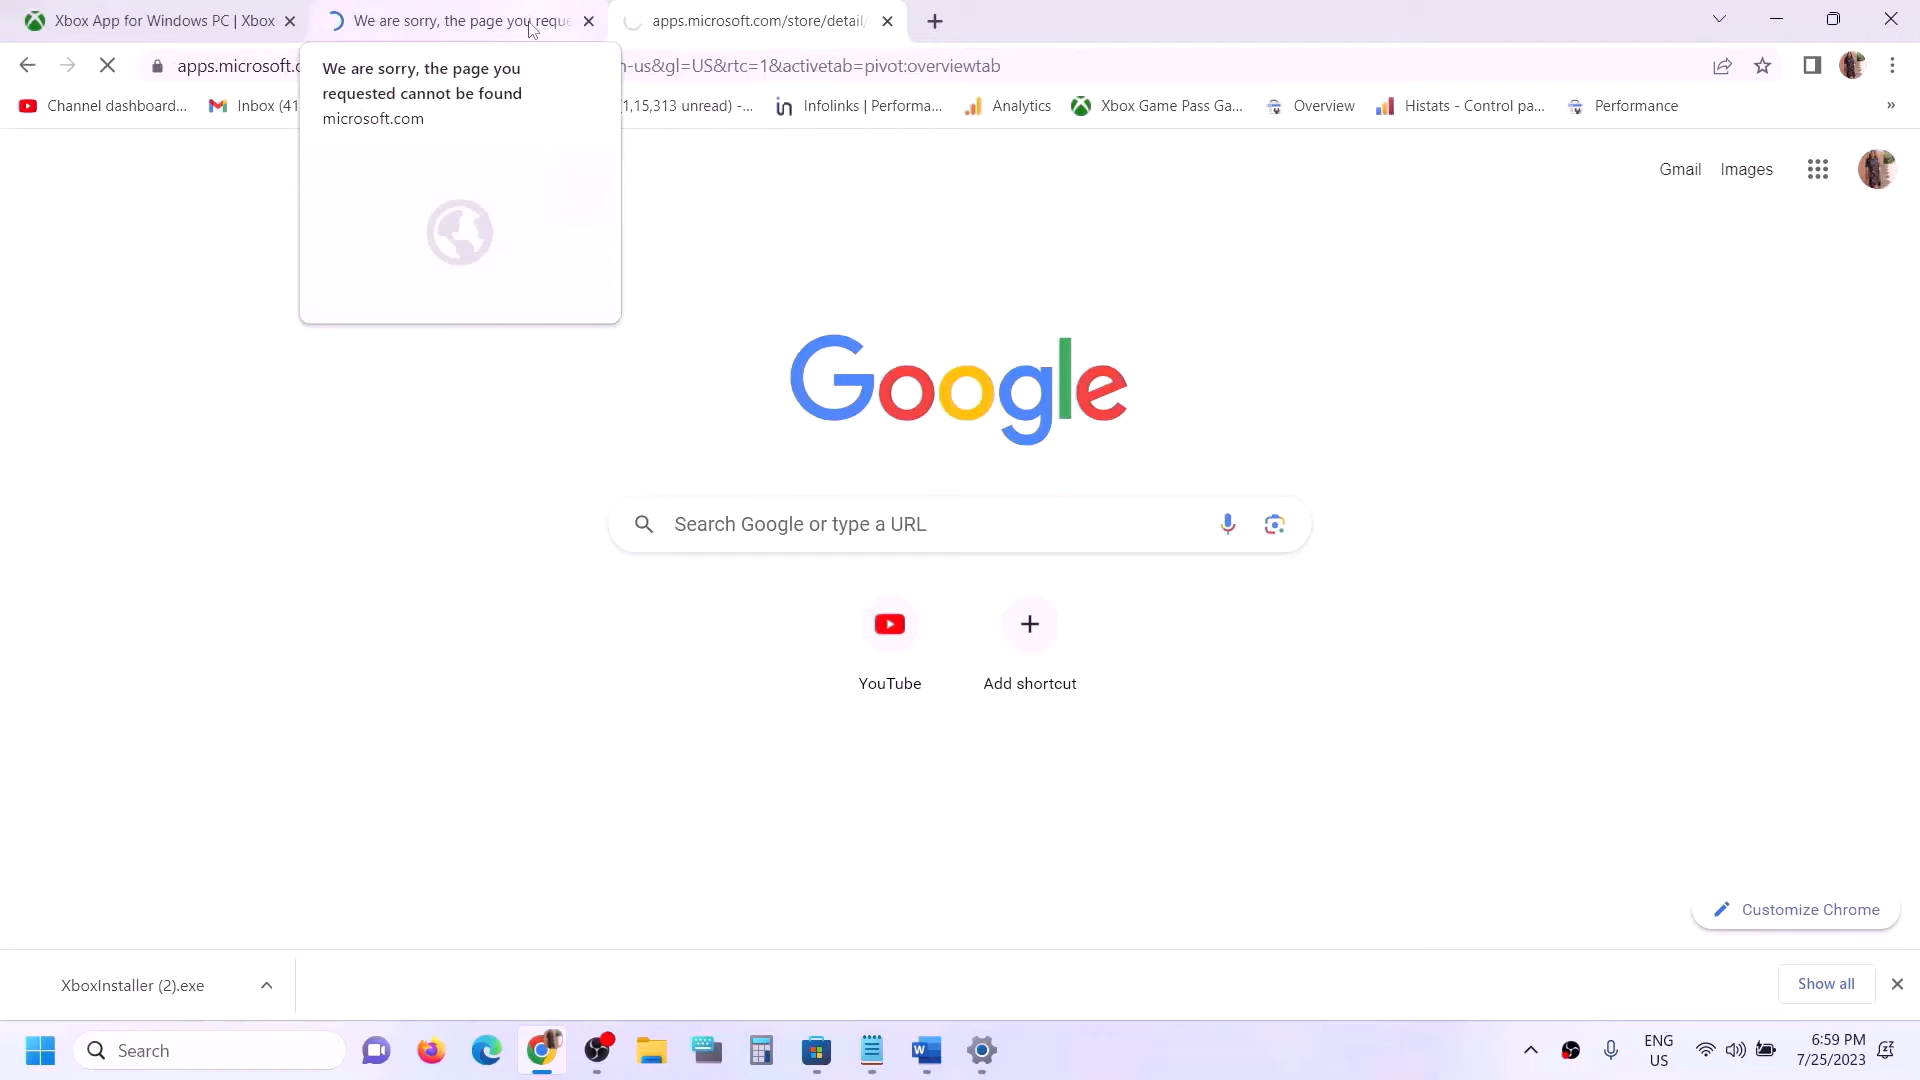 Xbox App for Windows PC | Xbox
We are sorry, the page you reque
apps.microsoft.com/store/detail/
apps.microsoft.c
n-us&gl=US&rtc=1&activetab=pivot:overviewtab
We are sorry, the page you
requested cannot be found
microsoft.com
Channel dashboard...
Inbox (41
(1,15,313 unread) -...
Infolinks | Performa...
Analytics
Xbox Game Pass Ga...
Overview
Histats - Control pa...
Performance
»
Gmail
Images
Google
Search Google or type a URL
YouTube
Add shortcut
Customize Chrome
XboxInstaller (2).exe
Show all
Search
ENG
US
6:59 PM
7/25/2023